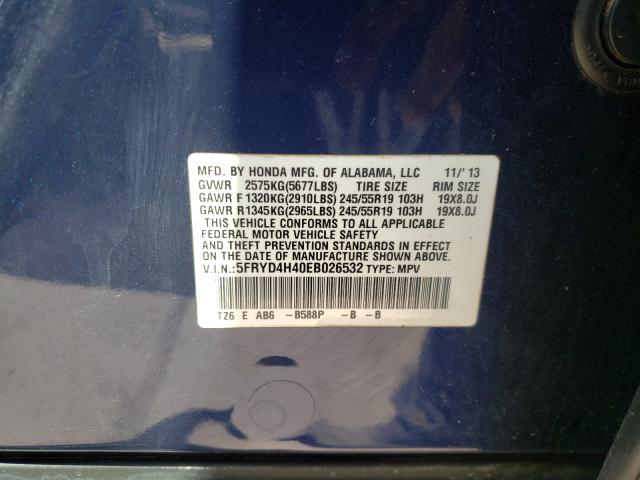 MFD. BY HONDA MFG. OF ALABAMA, LLC 11/'13
GVWR 2575KG(5677LBS) TIRE SIZE RIM SIZE
GAWR F 1320KG(2910LBS) 245/55R19 103H 19X8.0J
GAWR R1345KG(2965LBS) 245/55R19 103H 19X8.0J
THIS VEHICLE CONFORMS TO ALL APPLICABLE
FEDERAL MOTOR VEHICLE SAFETY
AND THEFT PREVENTION STANDARDS IN EFFECT ON
THE DATE OF MANUFACTURE SHOWN ABOVE.
V.I.N.:5FRYD4H40EB026532 TYPE: MPV
TZ6 E AB6 -B588P -B -B